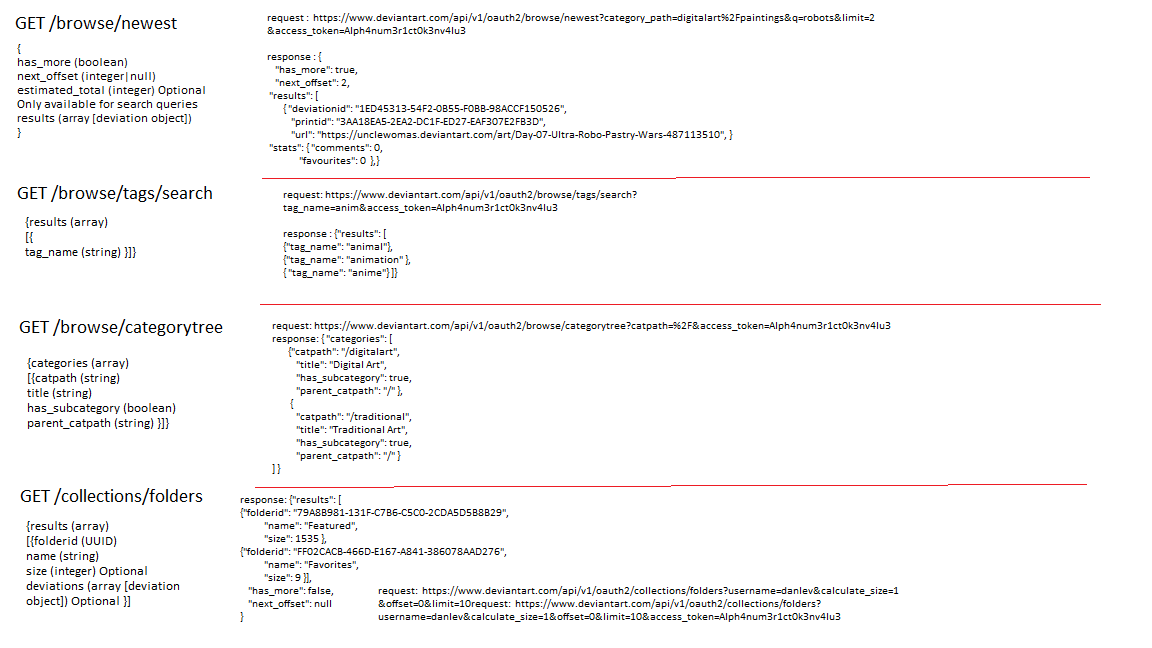 GET /browse/newest
{
has_more (boolean)
next_offset (integer|null)
estimated_total (integer) Optional
Only available for search queries
results (array [deviation object])
}
request : https://www.deviantart.com/api/v1/oauth2/browse/newest?category_path=digitalart%2Fpaintings&q=robots&limit=2
&access_token=Alph4num3r1ct0k3nv4lu3
response : {
"has_more": true,
"next_offset": 2,
"results": [
{ "deviationid": "1ED45313-54F2-0B55-F0BB-98ACCF150526",
"printid": "3AA18EA5-2EA2-DC1F-ED27-EAF307E2FB3D",
"url": "https://unclewomas.deviantart.com/art/Day-07-Ultra-Robo-Pastry-Wars-487113510", }
"stats": { "comments": 0,
"favourites": 0 },}
GET /browse/tags/search
{results (array)
[{
tag_name (string) }]}
request: https://www.deviantart.com/api/v1/oauth2/browse/tags/search?
tag_name=anim&access_token=Alph4num3r1ct0k3nv4lu3
response : {"results": [
{"tag_name": "animal"},
{"tag_name": "animation" },
{ "tag_name": "anime"}]}
GET /browse/categorytree
{categories (array)
[{catpath (string)
title (string)
has_subcategory (boolean)
parent_catpath (string) }]}
request: https://www.deviantart.com/api/v1/oauth2/browse/categorytree?catpath=%2F&access_token=Alph4num3r1ct0k3nv4lu3
response: { "categories": [
{"catpath": "/digitalart",
"title": "Digital Art",
"has_subcategory": true,
"parent_catpath": "/" },
{
"catpath": "/traditional",
"title": "Traditional Art",
"has_subcategory": true,
"parent_catpath": "/" }
] }
GET /collections/folders
{results (array)
[{folderid (UUID)
name (string)
size (integer) Optional
deviations (array [deviation
object]) Optional }]
response: {"results": [
{"folderid": "79A8B981-131F-C7B6-C5C0-2CDA5D5B8B29",
"name": "Featured",
"size": 1535 },
{"folderid": "FF02CACB-466D-E167-A841-386078AAD276",
"name": "Favorites",
"size": 9 }],
"has_more": false,
"next_offset": null
}
request: https://www.deviantart.com/api/v1/oauth2/collections/folders?username=danlev&calculate_size=1
&offset=0&limit=10request: https://www.deviantart.com/api/v1/oauth2/collections/folders?
username=danlev&calculate_size=1&offset=0&limit=10&access_token=Alph4num3r1ct0k3nv4lu3